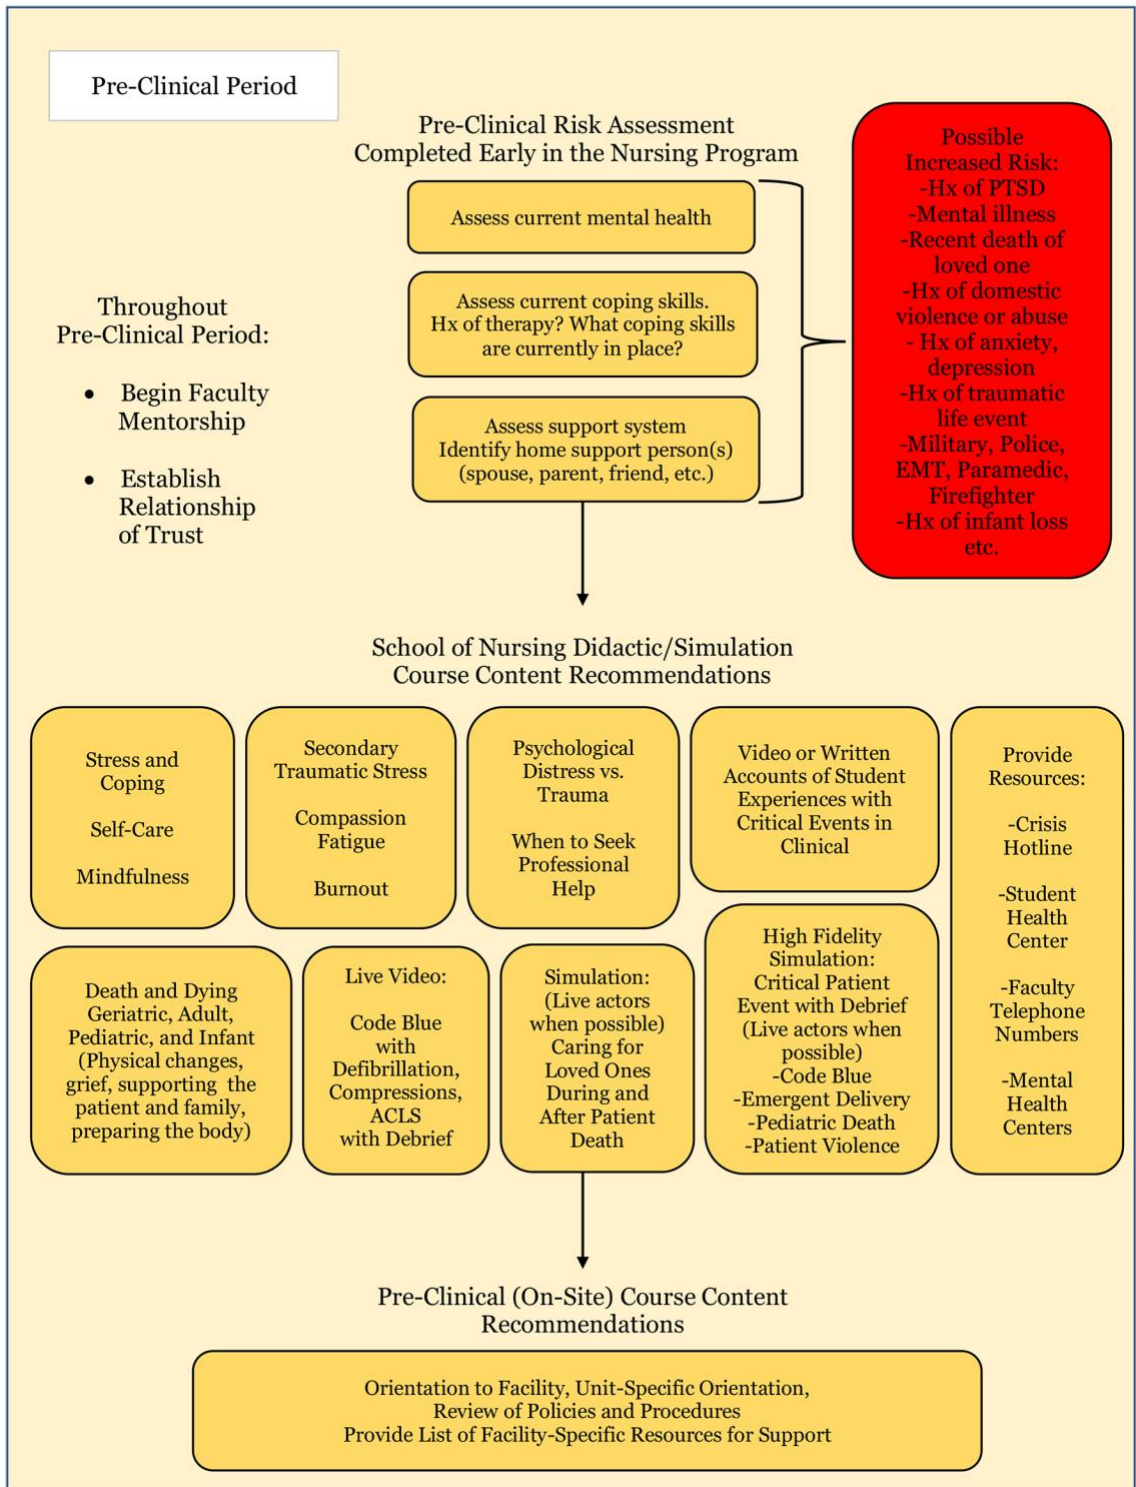 Pre-Clinical Period
Pre-Clinical Risk Assessment
Completed Early in the Nursing Program
Assess current mental health
Assess current coping skills.
Hx of therapy? What coping skills
are currently in place?
Assess support system
Identify home support person(s)
(spouse, parent, friend, etc.)
Possible
Increased Risk:
-Hx of PTSD
-Mental illness
-Recent death of
loved one
-Hx of domestic
violence or abuse
- Hx of anxiety,
depression
-Hx of traumatic
life event
-Military, Police,
EMT, Paramedic,
Firefighter
-Hx of infant loss
etc.
Throughout
Pre-Clinical Period:
• Begin Faculty
Mentorship
• Establish
Relationship
of Trust
School of Nursing Didactic/Simulation
Course Content Recommendations
Stress and
Coping
Self-Care
Mindfulness
Secondary
Traumatic Stress
Compassion
Fatigue
Burnout
Psychological
Distress vs.
Trauma
When to Seek
Professional
Help
Video or Written
Accounts of Student
Experiences with
Critical Events in
Clinical
Provide
Resources:
-Crisis
Hotline
-Student
Health
Center
-Faculty
Telephone
Numbers
-Mental
Health
Centers
Death and Dying
Geriatric, Adult,
Pediatric, and Infant
(Physical changes,
grief, supporting the
patient and family,
preparing the body)
Live Video:
Code Blue
with
Defibrillation,
Compressions,
ACLS
with Debrief
Simulation:
(Live actors
when possible)
Caring for
Loved Ones
During and
After Patient
Death
High Fidelity
Simulation:
Critical Patient
Event with Debrief
(Live actors when
possible)
-Code Blue
-Emergent Delivery
-Pediatric Death
-Patient Violence
Pre-Clinical (On-Site) Course Content
Recommendations
Orientation to Facility, Unit-Specific Orientation,
Review of Policies and Procedures
Provide List of Facility-Specific Resources for Support